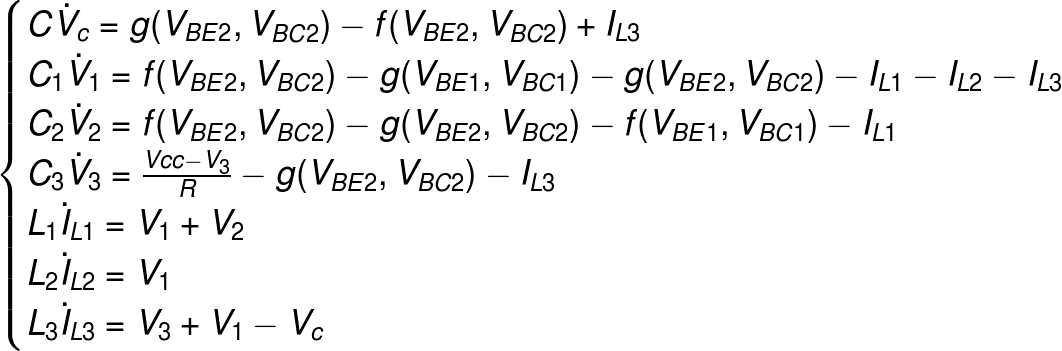 CV̇c = g(VBE2, VBC2) − f(VBE2, VBC2) + IL3
C1V̇1 = f(VBE2, VBC2) − g(VBE1, VBC1) − g(VBE2, VBC2) − IL1 − IL2 − IL3
C2V̇2 = f(VBE2, VBC2) − g(VBE2, VBC2) − f(VBE1, VBC1) − IL1
C3V̇3 = (Vcc−V3)/R − g(VBE2, VBC2) − IL3
L1İL1 = V1 + V2
L2İL2 = V1
L3İL3 = V3 + V1 − Vc